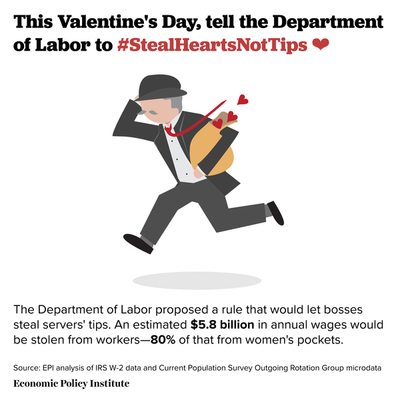 This Valentine's Day, tell the Department
of Labor to #StealHeartsNotTips ❤
The Department of Labor proposed a rule that would let bosses
steal servers' tips. An estimated $5.8 billion in annual wages would
be stolen from workers—80% of that from women's pockets.
Source: EPI analysis of IRS W-2 data and Current Population Survey Outgoing Rotation Group microdata
Economic Policy Institute